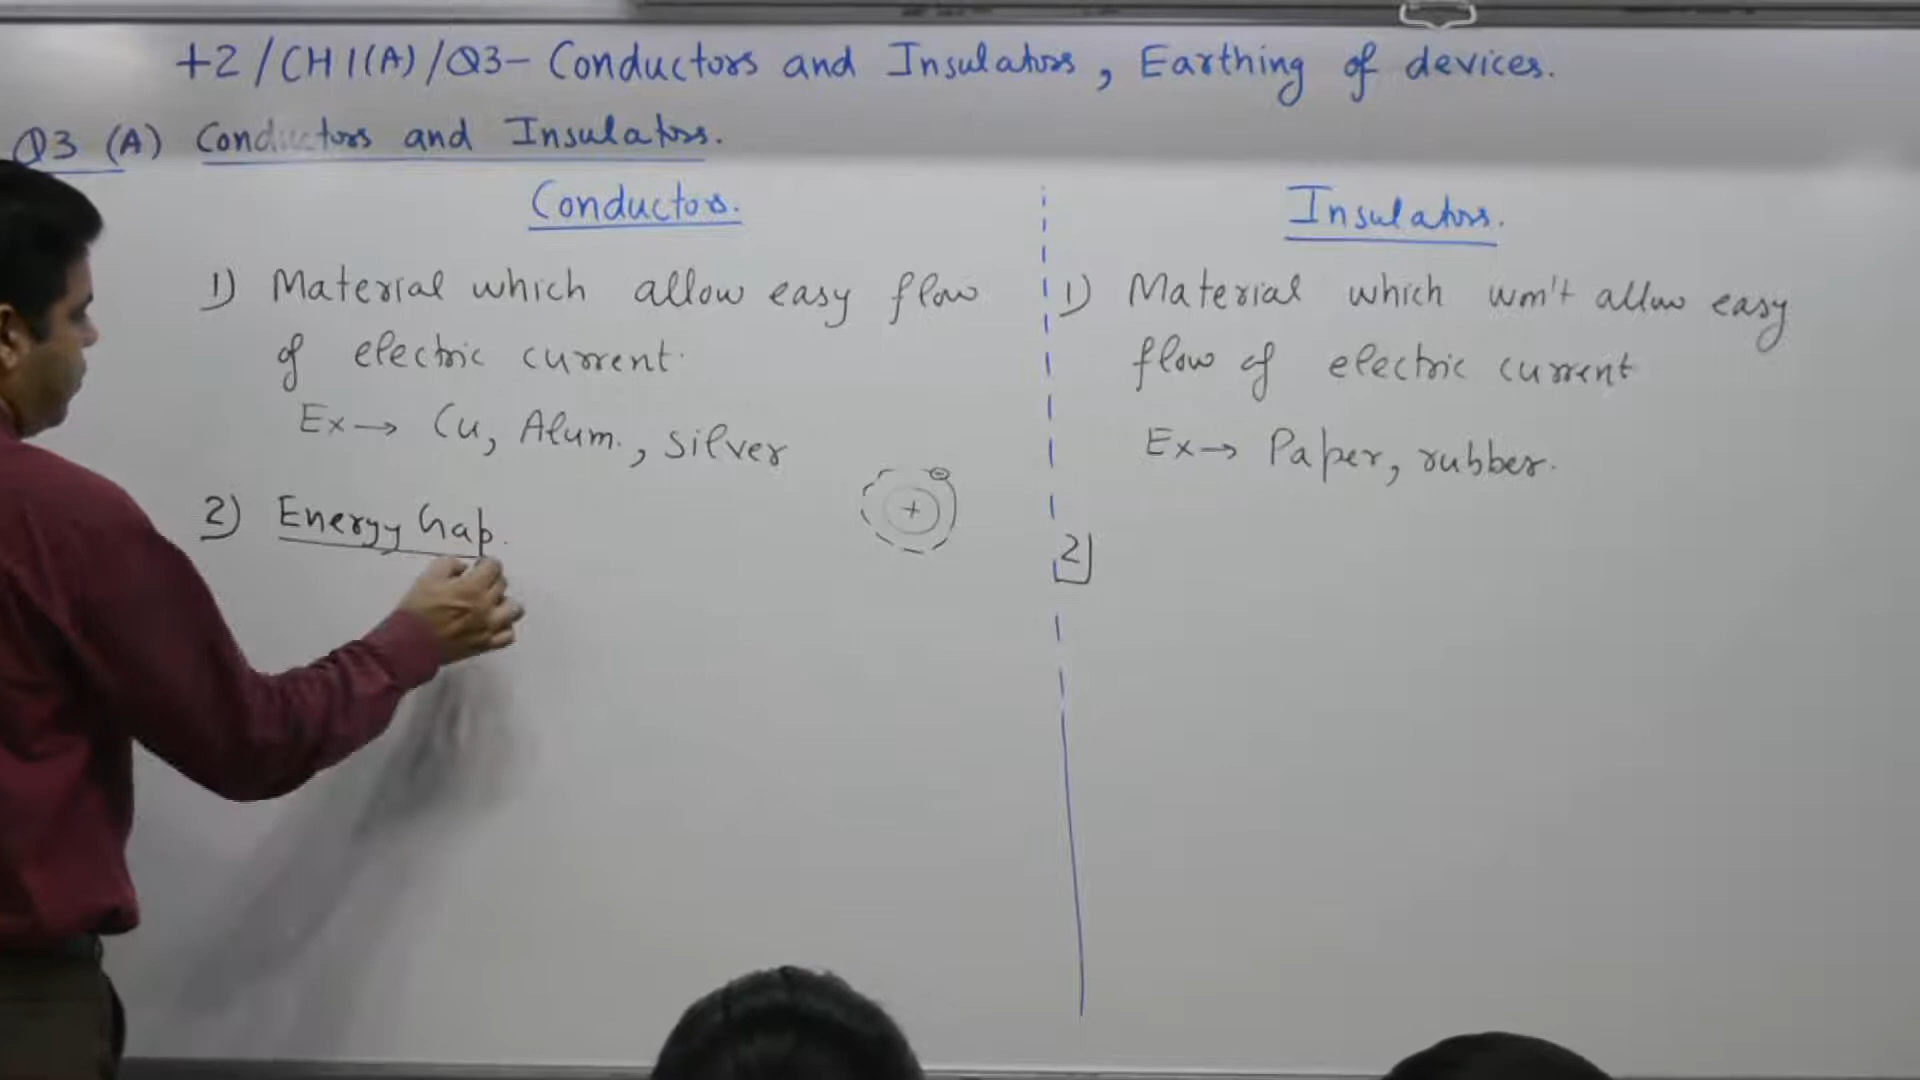 +2/CH1(A)/Q3- Conductors and Insulators, Earthing of devices.
Q3 (A) Conductors and Insulators.
Conductors.
1) Material which allow easy flow
of electric current.
Ex→ Cu, Alum., Silver
2) Energy Gap.
+
-
Insulators.
1) Material which won't allow easy
flow of electric current
Ex→ Paper, rubber.
2)